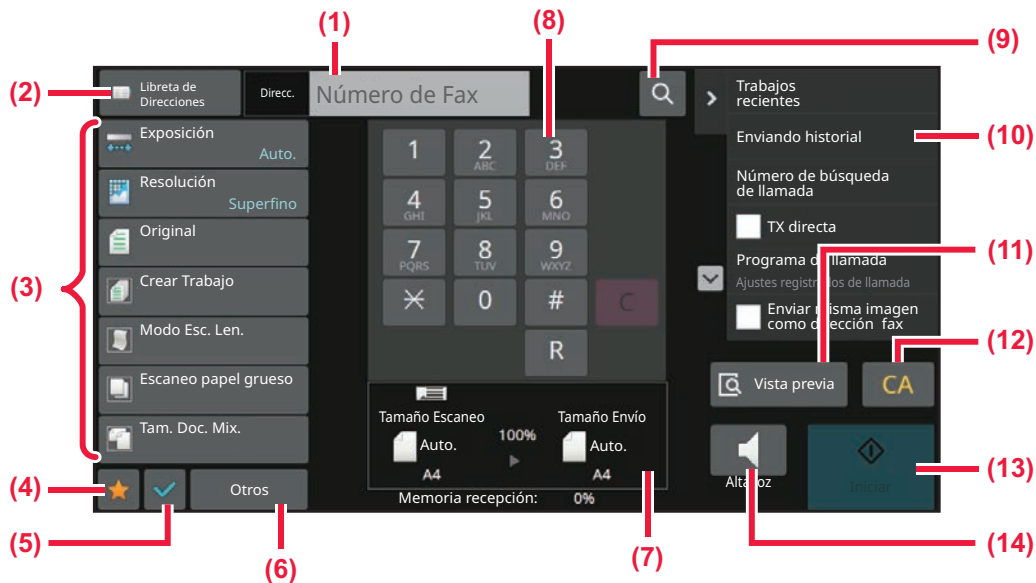 (1)
(8)
(9)
(2)
Libreta de
Direcciones
Direcc.
Número de Fax
Trabajos
recientes
(3)
Exposición
Auto.
Resolución
Superfino
Original
Crear Trabajo
Modo Esc. Len.
Escaneo papel grueso
Tam. Doc. Mix.
1
2
ABC
3
DEF
4
GHI
5
JKL
6
MNO
7
PQRS
8
TUV
9
WXYZ
0
#
C
R
Enviando historial
(10)
Número de búsqueda
de llamada
TX directa
(11)
Programa de llamada
Ajustes registrados de llamada
Enviar misma imagen
como dirección fax
(12)
Vista previa
CA
Tamaño Escaneo
Tamaño Envío
100%
Auto.
Auto.
A4
A4
Memoria recepción: 0%
Altavoz
Iniciar
(13)
(4)
Otros
(5)
(6)
(7)
(14)